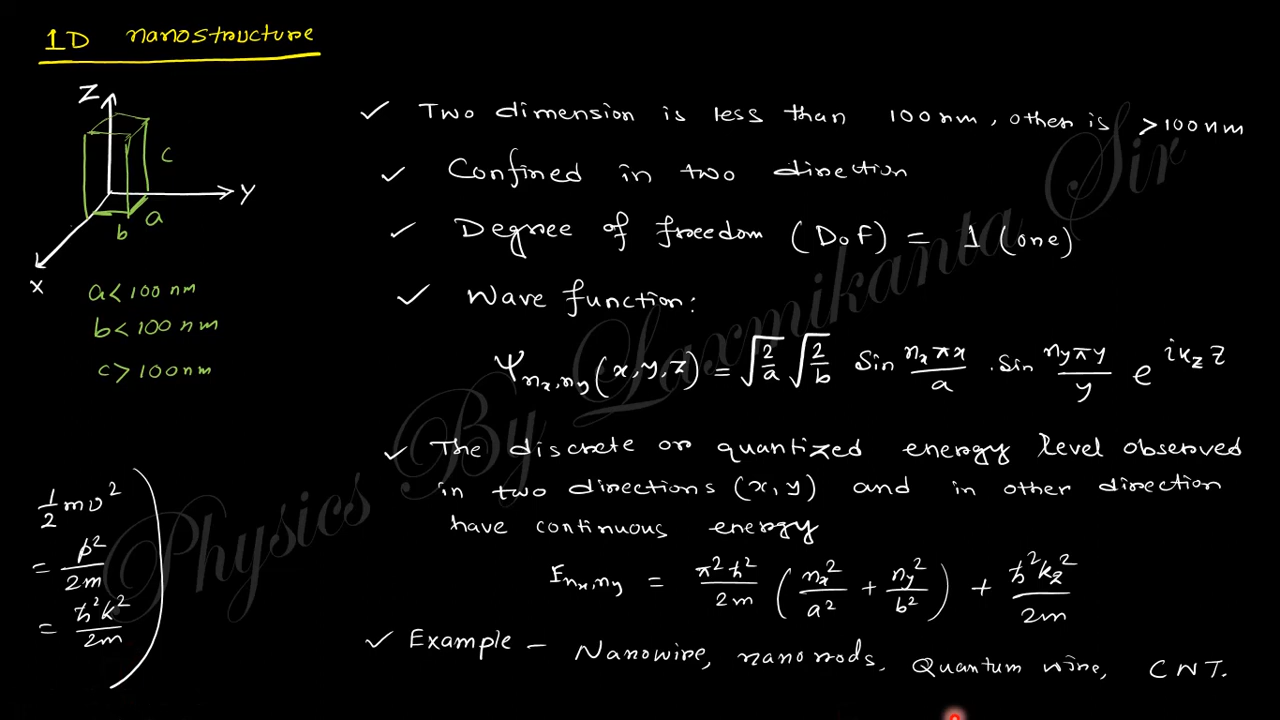 1D nanostructure
Z
c
Y
a
b
X
a < 100 nm
b < 100 nm
c > 100 nm
1/2 mv²
= p²/2m
= ħ²k²/2m
✓ Two dimension is less than 100nm, other is > 100nm
✓ Confined in two direction
✓ Degree of freedom (DoF) = 1 (one)
✓ Wave function:
Ψnx,ny (x,y,z) = √(2/a) √(2/b) Sin (nxπx/a) . Sin (nyπy/y) e^(ikz z)
✓ The discrete or quantized energy level observed
in two directions (x,y) and in other direction
have continuous energy
Enx,ny = π²ħ²/2m (nx²/a² + ny²/b²) + ħ²kz²/2m
✓ Example – Nanowire, nanorods, Quantum wire, CNT.
Physics By Laxmikanta Sir